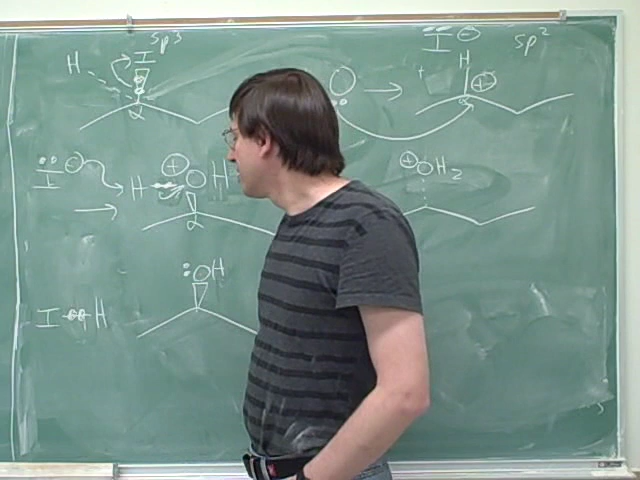 sp³
I ⊖ sp²
H I O → + H ⊕
α
⊕ ⊕OH₂
I ⊖ H OH
→ α
:OH
I H